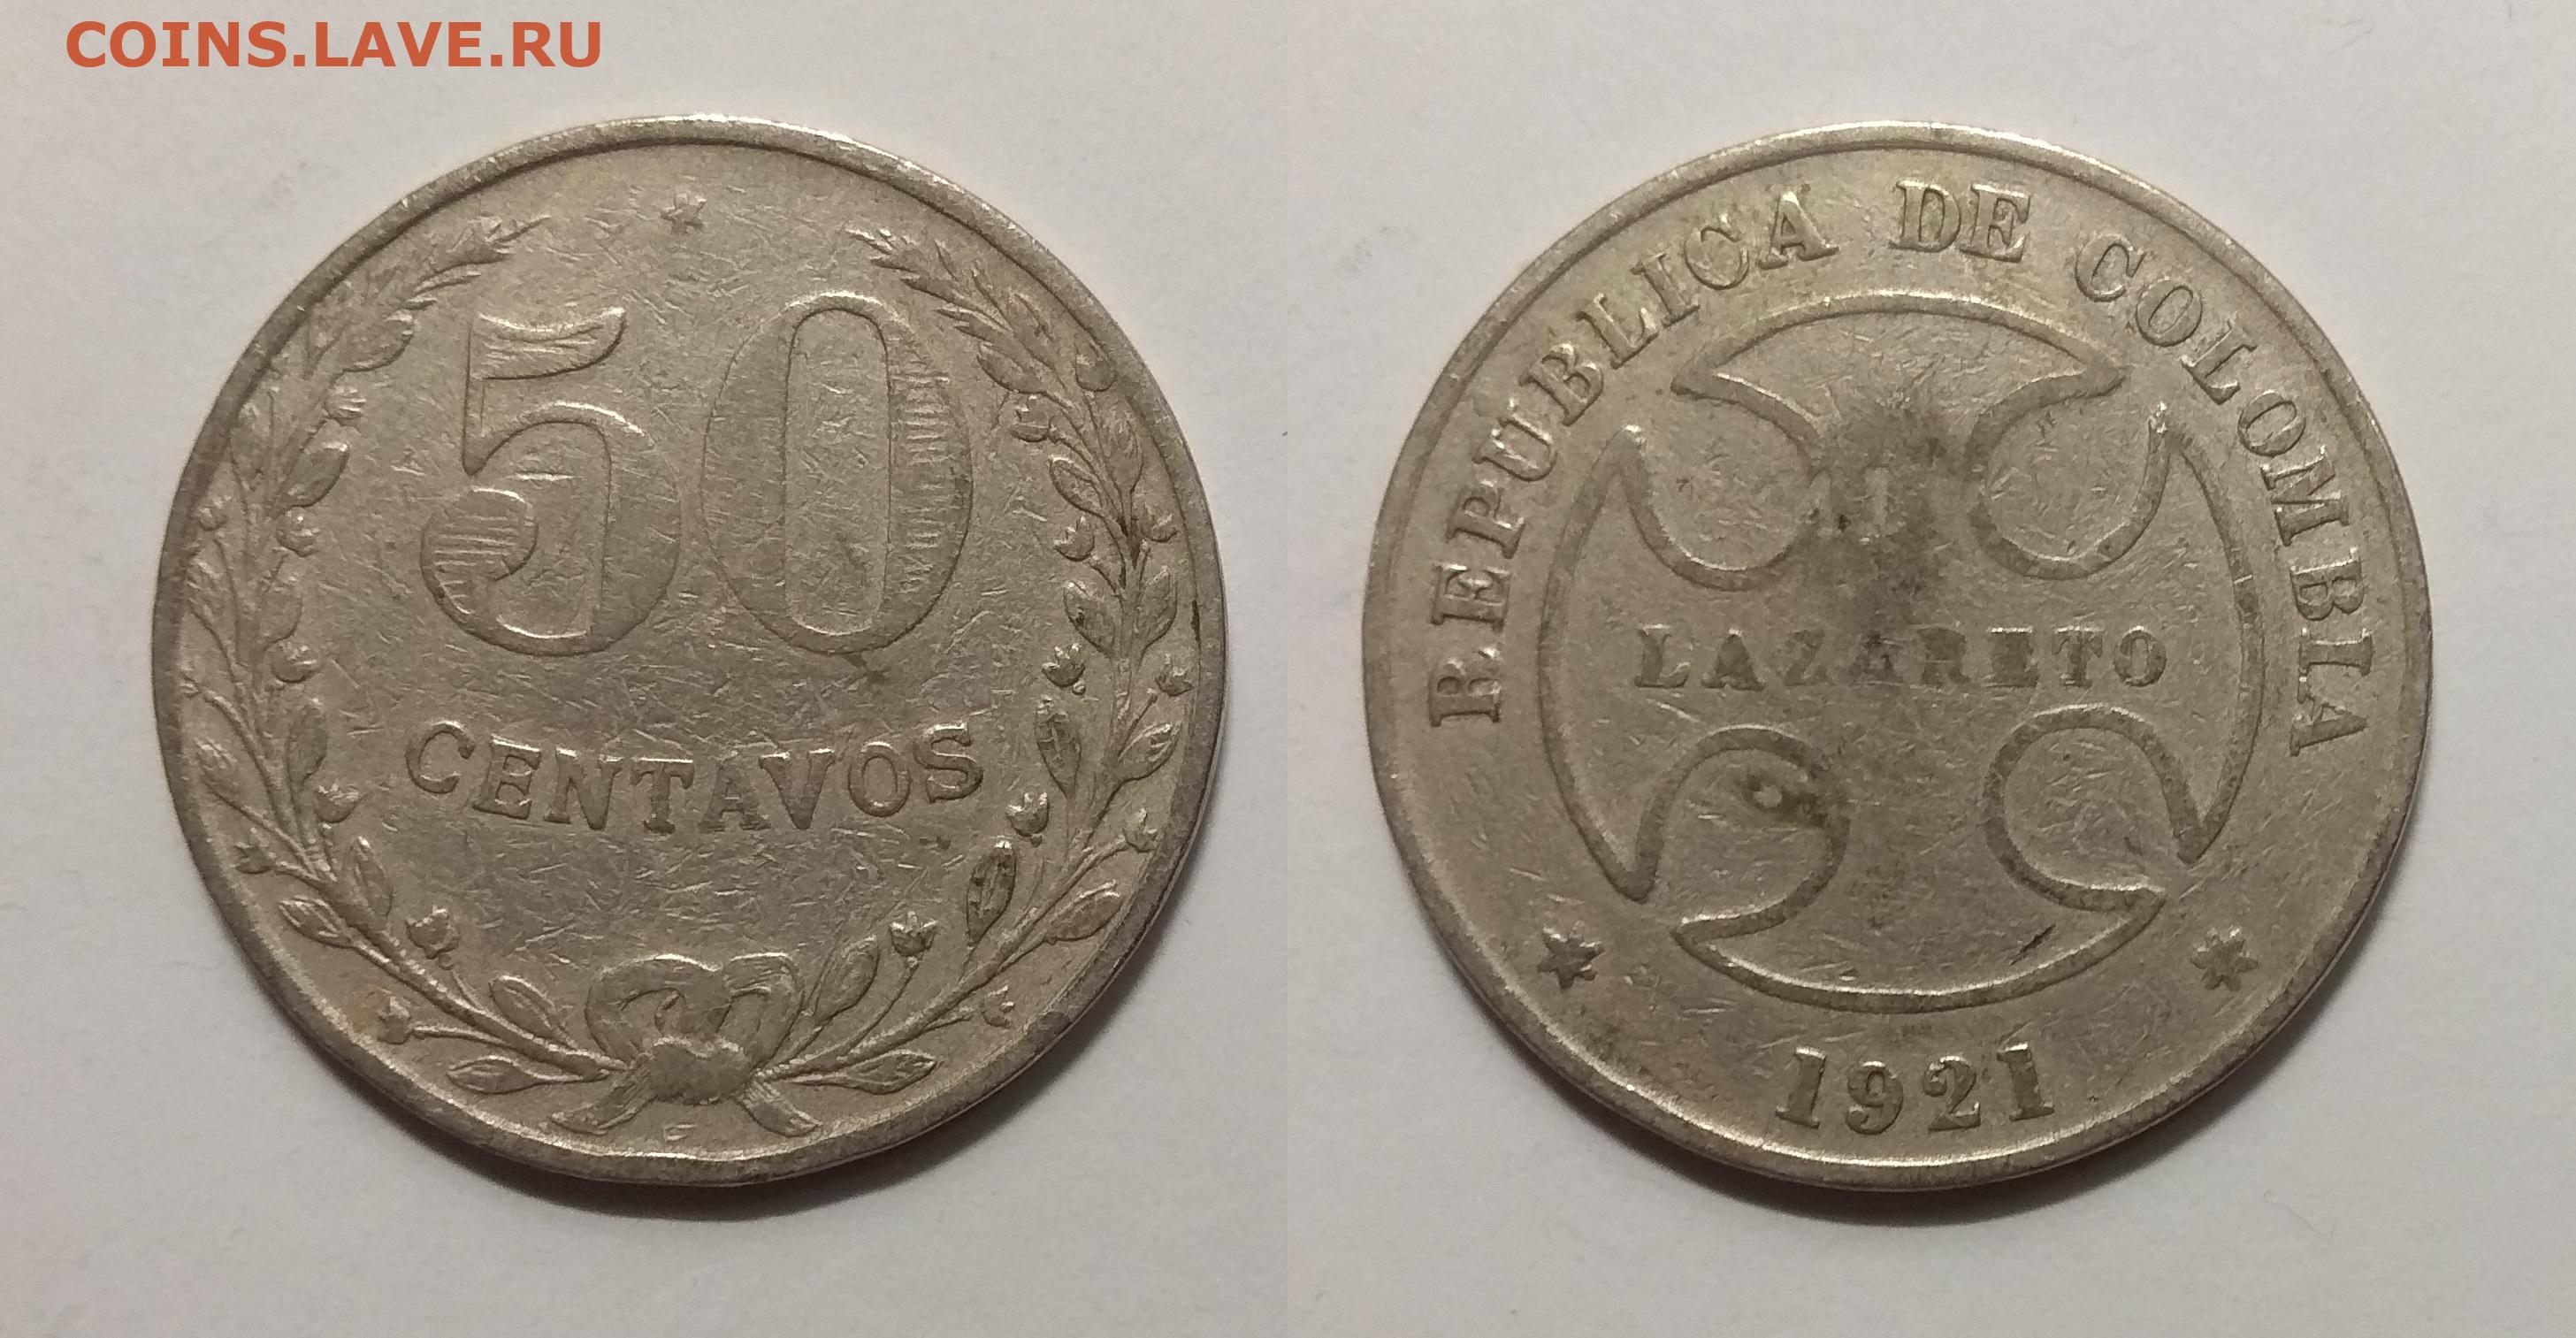 COINS.LAVE.RU
50
CENTAVOS
REPUBLICA DE COLOMBIA
LAZARETO
1921